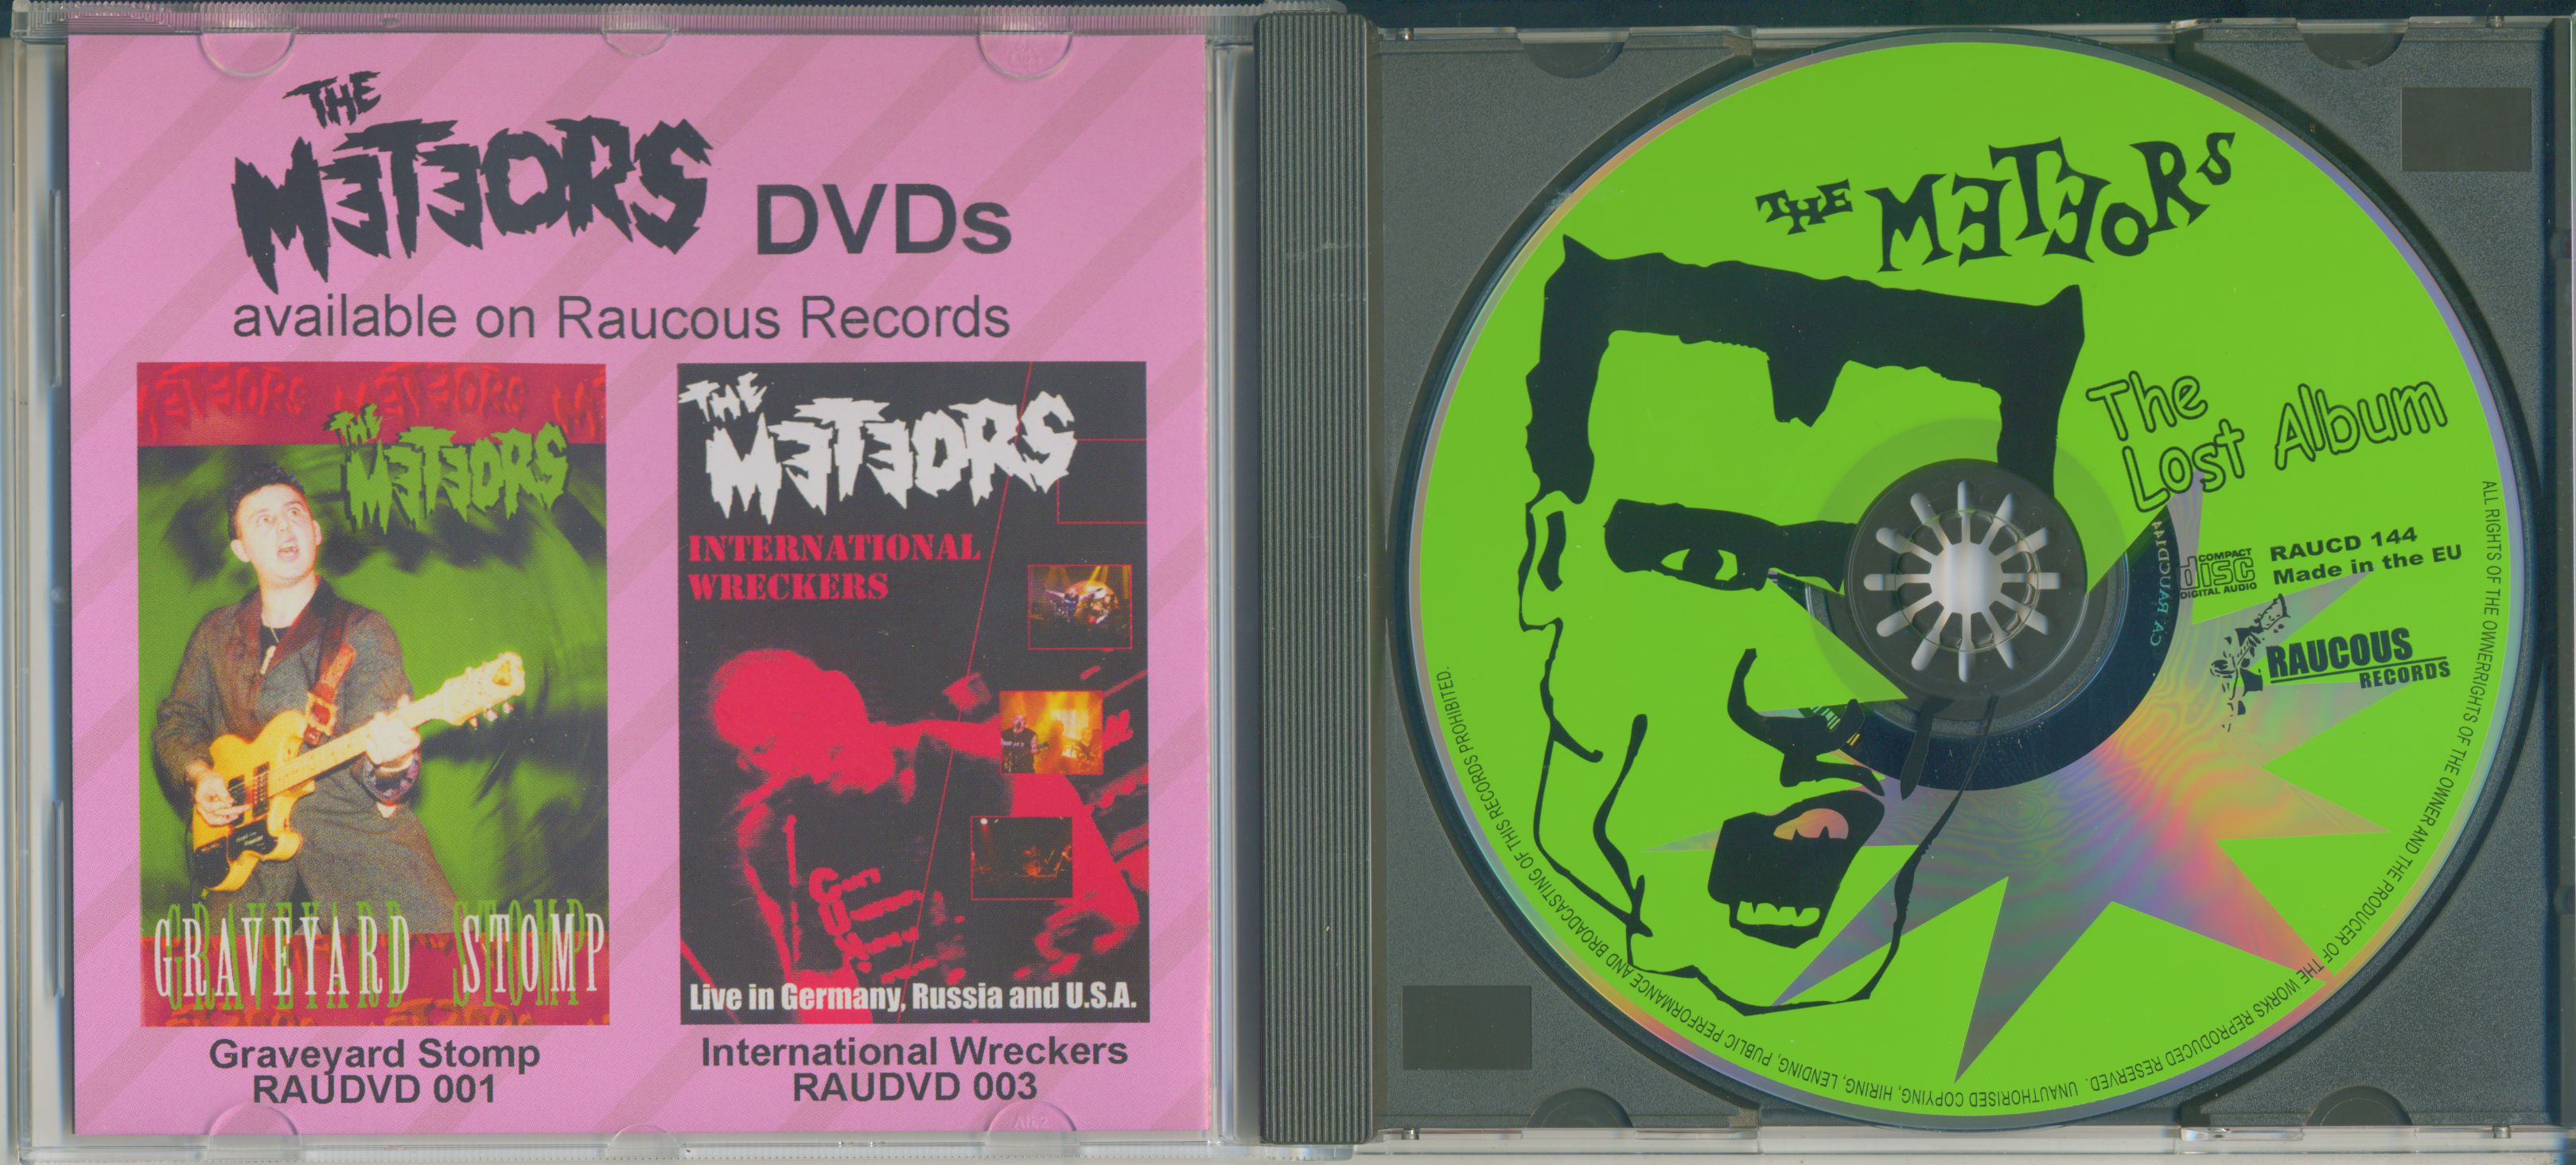 THE
METEORS DVDs
available on Raucous Records
METEORS METEORS
THE
METEORS
GRAVEYARD STOMP
Graveyard Stomp
RAUDVD 001
THE
METEORS
INTERNATIONAL
WRECKERS
Live in Germany, Russia and U.S.A.
International Wreckers
RAUDVD 003
THE METEORS
The
Lost Album
COMPACT
disc
DIGITAL AUDIO
RAUCD 144
Made in the EU
RAUCOUS
RECORDS
ALL RIGHTS OF THE OWNERRIGHTS OF THE OWNER AND THE PRODUCER OF THE WORKS REPRODUCED RESERVED. UNAUTHORISED COPYING, HIRING, LENDING, PUBLIC PERFORMANCE AND BROADCASTING OF THIS RECORDS PROHIBITED.